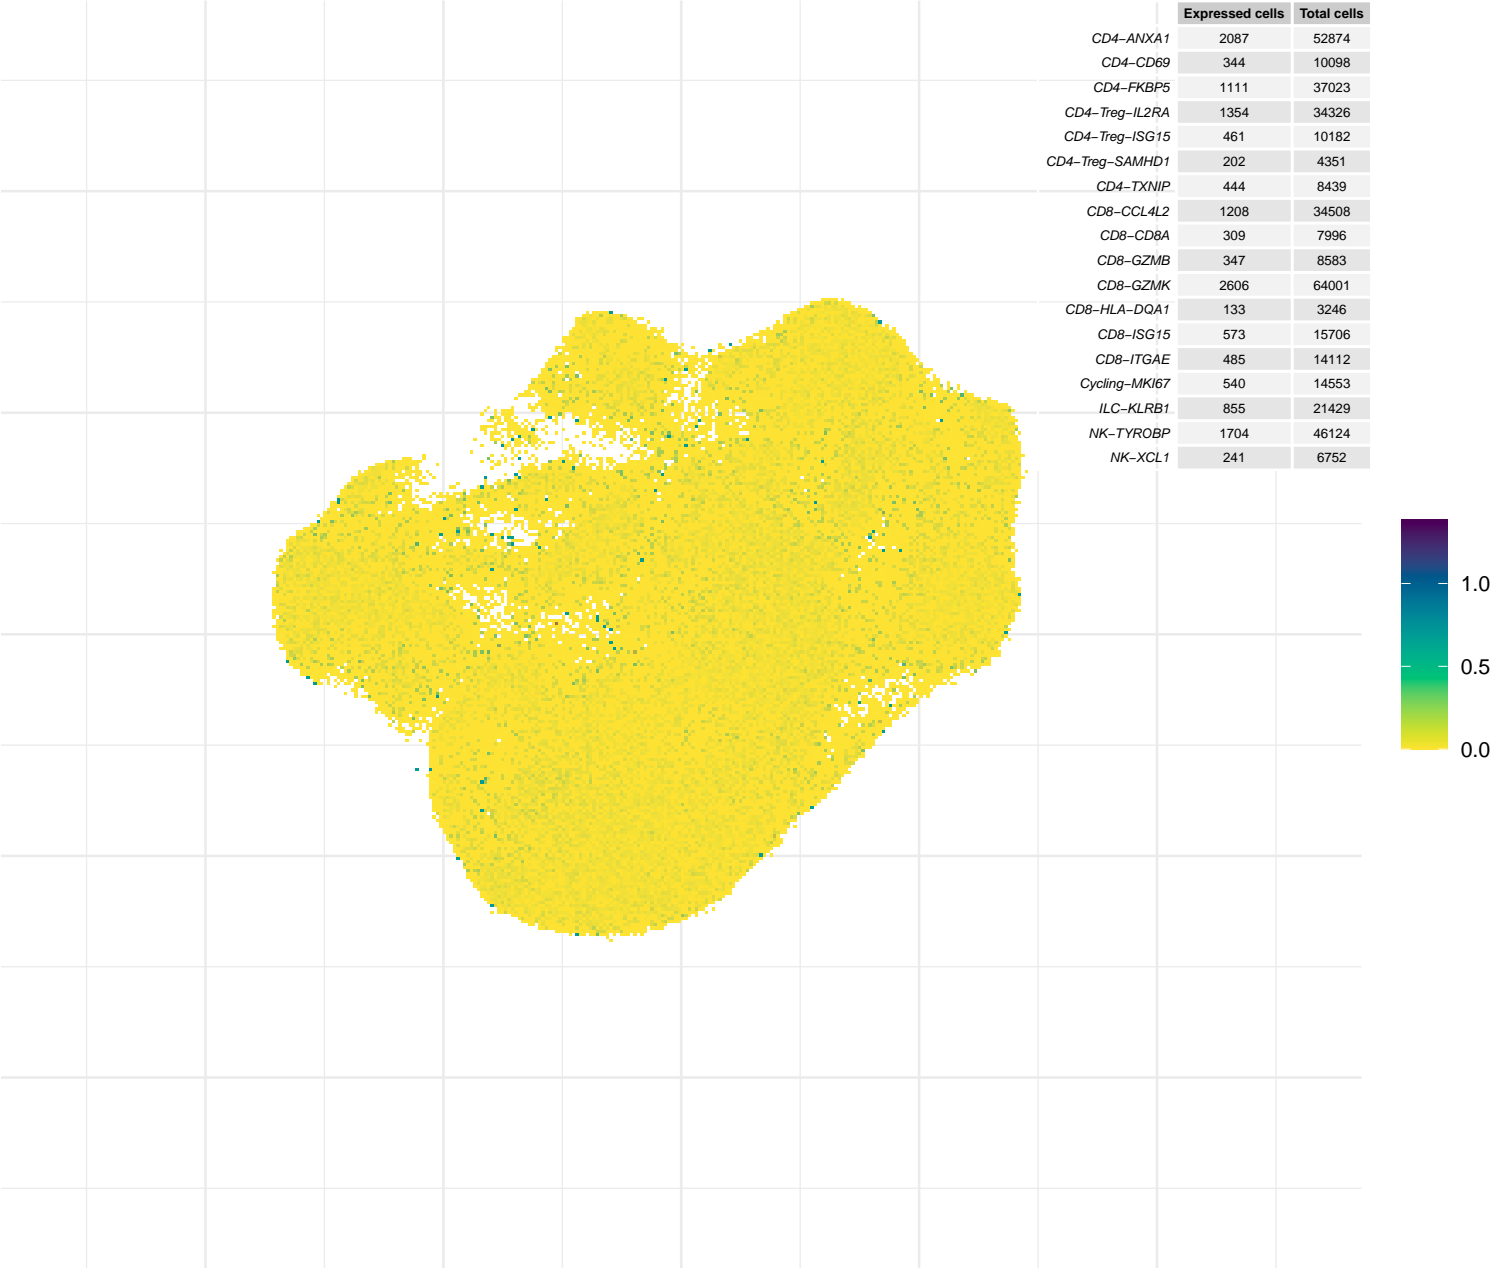 Expressed cells Total cells
CD4−ANXA1 2087 52874
CD4−CD69 344 10098
CD4−FKBP5 1111 37023
CD4−Treg−IL2RA 1354 34326
CD4−Treg−ISG15 461 10182
CD4−Treg−SAMHD1 202 4351
CD4−TXNIP 444 8439
CD8−CCL4L2 1208 34508
CD8−CD8A 309 7996
CD8−GZMB 347 8583
CD8−GZMK 2606 64001
CD8−HLA−DQA1 133 3246
CD8−ISG15 573 15706
CD8−ITGAE 485 14112
Cycling−MKI67 540 14553
ILC−KLRB1 855 21429
NK−TYROBP 1704 46124
NK−XCL1 241 6752
1.0
0.5
0.0